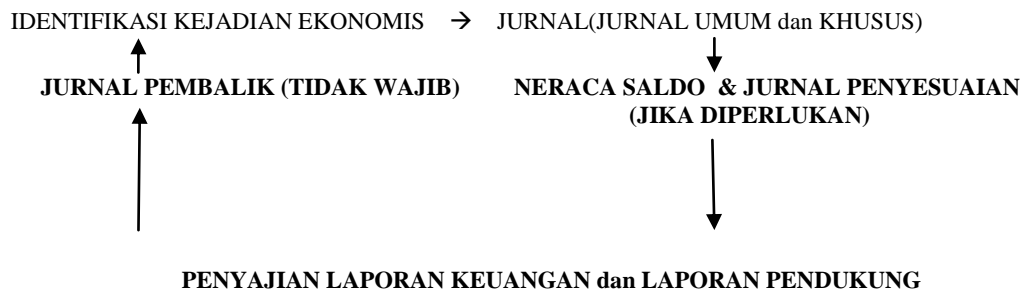 IDENTIFIKASI KEJADIAN EKONOMIS → JURNAL(JURNAL UMUM dan KHUSUS)
JURNAL PEMBALIK (TIDAK WAJIB) NERACA SALDO & JURNAL PENYESUAIAN
(JIKA DIPERLUKAN)
PENYAJIAN LAPORAN KEUANGAN dan LAPORAN PENDUKUNG